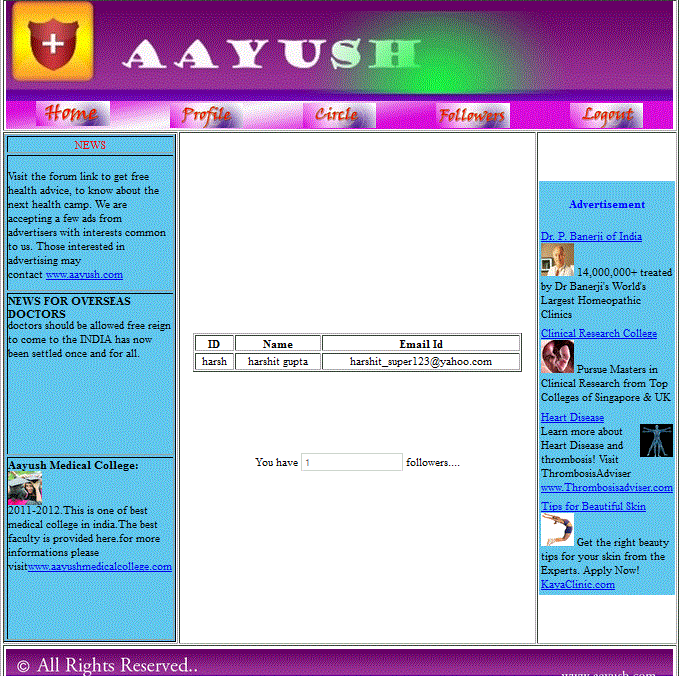 AAYUSH
Home Profile Circle Followers Logout
NEWS
Visit the forum link to get free
health advice, to know about the
next health camp. We are
accepting a few ads from
advertisers with interests common
to us. Those interested in
advertising may
contact www.aayush.com
NEWS FOR OVERSEAS
DOCTORS
doctors should be allowed free reign
to come to the INDIA has now
been settled once and for all.
Aayush Medical College:
2011-2012.This is one of best
medical college in india.The best
faculty is provided here.for more
informations please
visitwww.aayushmedicalcollege.com
ID Name Email Id
harsh harshit gupta harshit_super123@yahoo.com
You have 1 followers....
Advertisement
Dr. P. Banerji of India
14,000,000+ treated
by Dr Banerji's World's
Largest Homeopathic
Clinics
Clinical Research College
Pursue Masters in
Clinical Research from Top
Colleges of Singapore & UK
Heart Disease
Learn more about
Heart Disease and
thrombosis! Visit
ThrombosisAdviser
www.Thrombosisadviser.com
Tips for Beautiful Skin
Get the right beauty
tips for your skin from the
Experts. Apply Now!
KayaClinic.com
© All Rights Reserved..
www.aayush.com